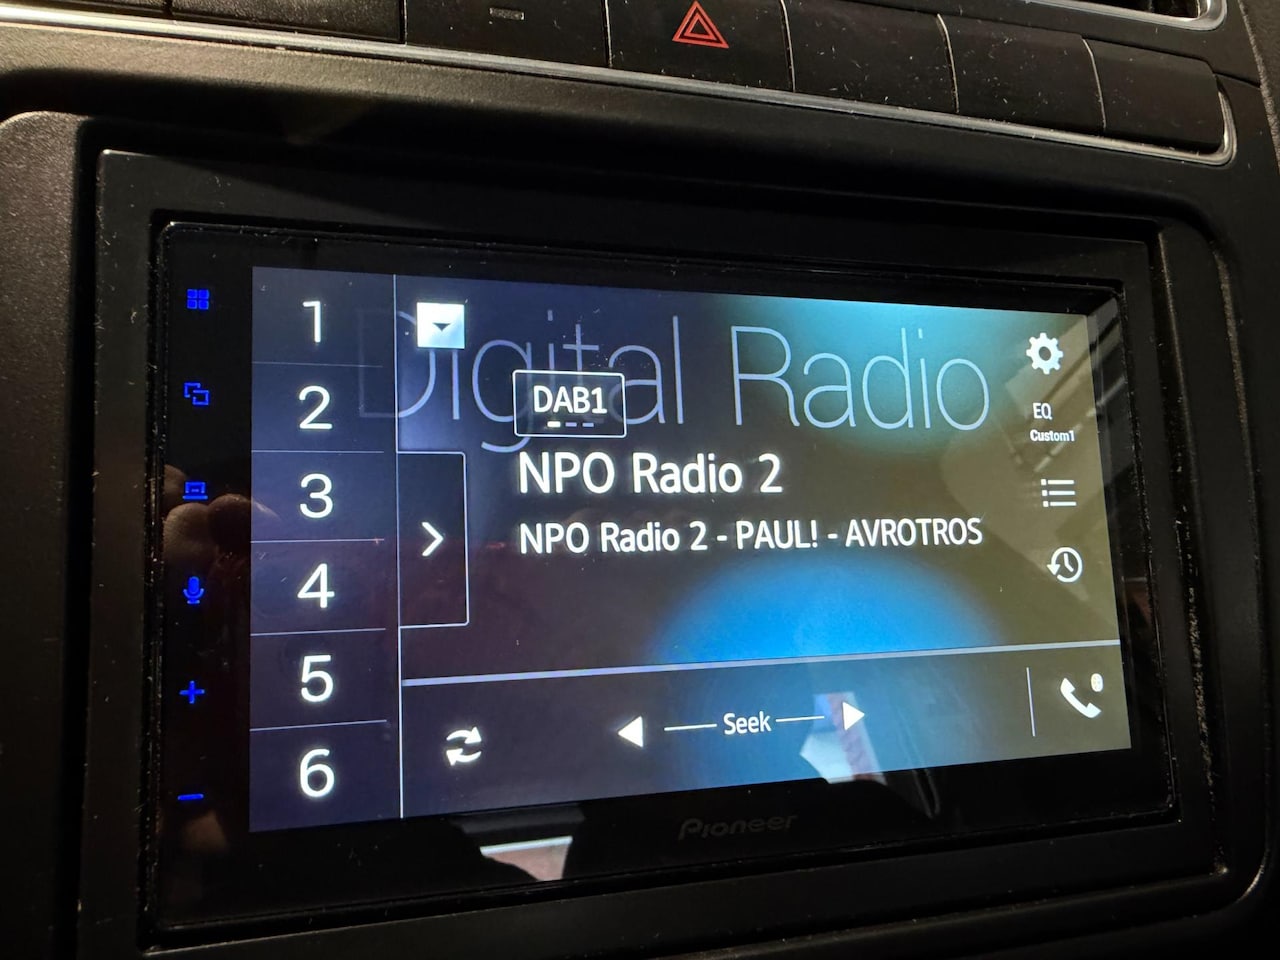 Digital Radio
1
2
3
4
5
6
DAB1
NPO Radio 2
NPO Radio 2 - PAUL! - AVROTROS
EQ
Custom1
Seek
Pioneer